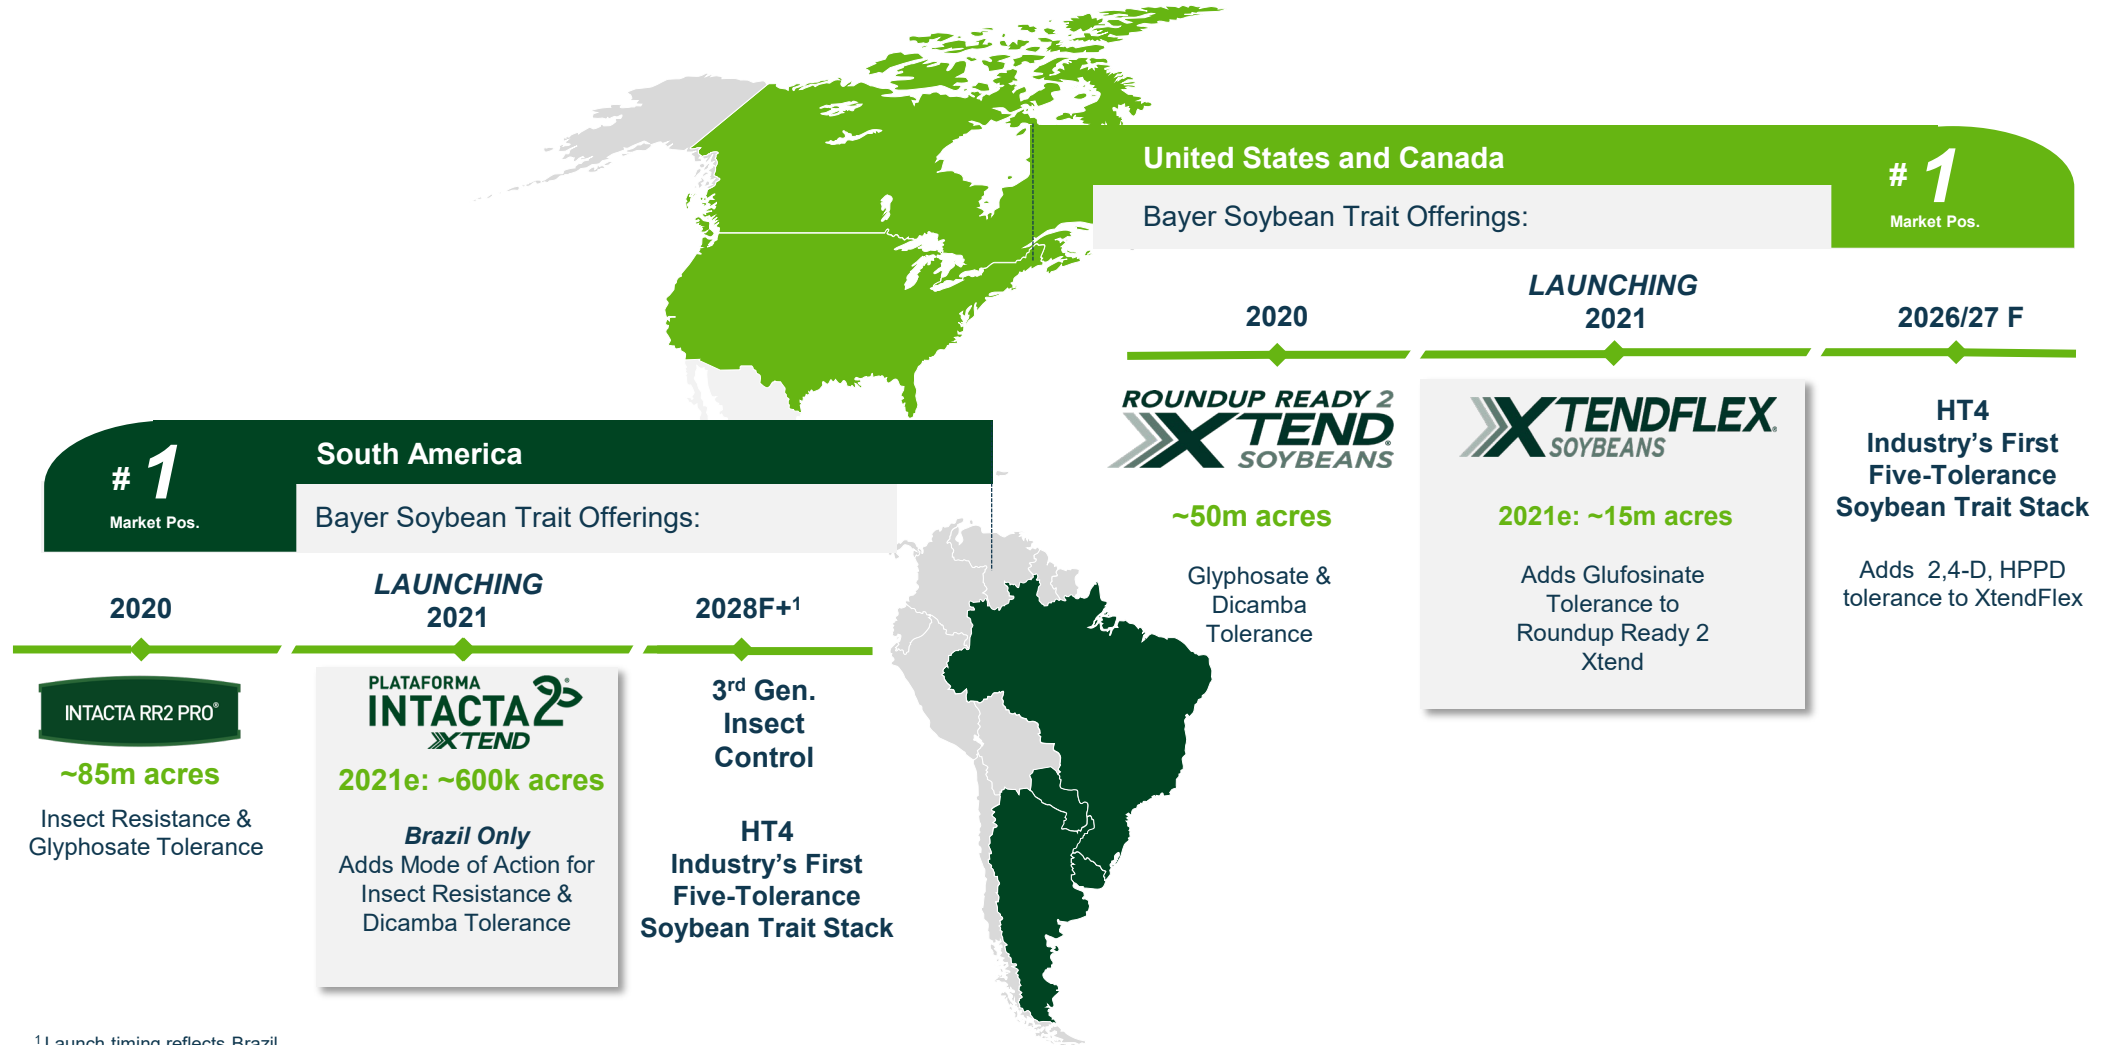 United States and Canada
# 1
Market Pos.
Bayer Soybean Trait Offerings:
2020
LAUNCHING
2021
2026/27 F
ROUNDUP READY 2
XTEND®
SOYBEANS
~50m acres
Glyphosate &
Dicamba
Tolerance
XTENDFLEX®
SOYBEANS
2021e: ~15m acres
Adds Glufosinate
Tolerance to
Roundup Ready 2
Xtend
HT4
Industry’s First
Five-Tolerance
Soybean Trait Stack
Adds 2,4-D, HPPD
tolerance to XtendFlex
South America
# 1
Market Pos.
Bayer Soybean Trait Offerings:
2020
LAUNCHING
2021
2028F+¹
INTACTA RR2 PRO®
~85m acres
Insect Resistance &
Glyphosate Tolerance
PLATAFORMA
INTACTA 2®
XTEND
2021e: ~600k acres
Brazil Only
Adds Mode of Action for
Insect Resistance &
Dicamba Tolerance
3rd Gen.
Insect
Control
HT4
Industry’s First
Five-Tolerance
Soybean Trait Stack
¹ Launch timing reflects Brazil